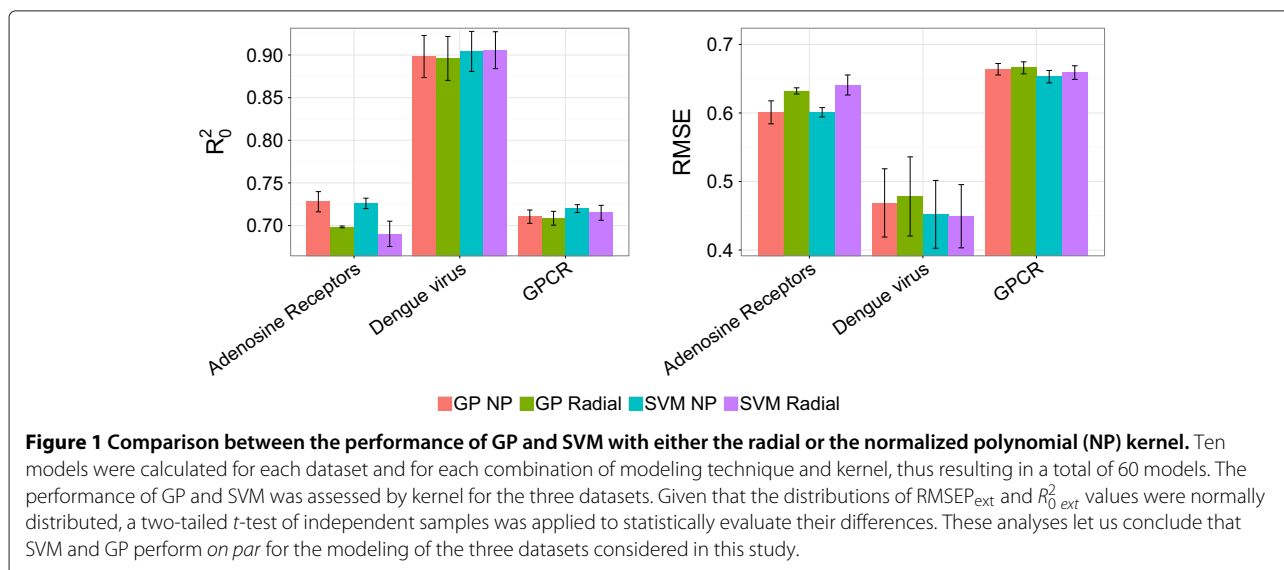 R₀²
0.90
0.85
0.80
0.75
0.70
Adenosine Receptors
Dengue virus
GPCR
RMSE
0.7
0.6
0.5
0.4
Adenosine Receptors
Dengue virus
GPCR
GP NP GP Radial SVM NP SVM Radial
Figure 1 Comparison between the performance of GP and SVM with either the radial or the normalized polynomial (NP) kernel. Ten
models were calculated for each dataset and for each combination of modeling technique and kernel, thus resulting in a total of 60 models. The
performance of GP and SVM was assessed by kernel for the three datasets. Given that the distributions of RMSEP_ext and R²_0 ext values were normally
distributed, a two-tailed t-test of independent samples was applied to statistically evaluate their differences. These analyses let us conclude that
SVM and GP perform on par for the modeling of the three datasets considered in this study.